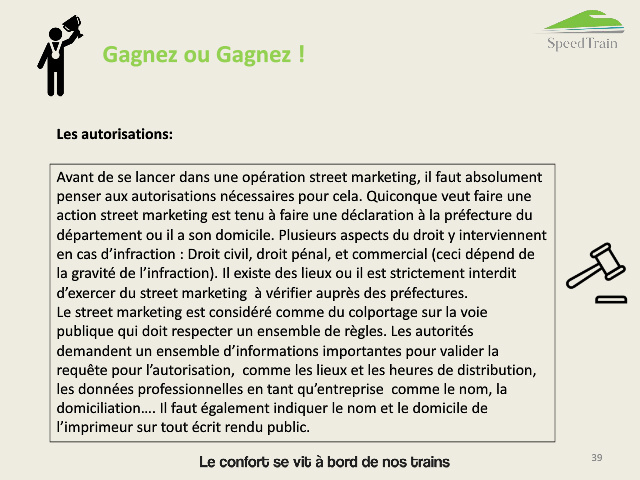 Gagnez ou Gagnez !
SpeedTrain
Les autorisations:
Avant de se lancer dans une opération street marketing, il faut absolument
penser aux autorisations nécessaires pour cela. Quiconque veut faire une
action street marketing est tenu à faire une déclaration à la préfecture du
département ou il a son domicile. Plusieurs aspects du droit y interviennent
en cas d’infraction : Droit civil, droit pénal, et commercial (ceci dépend de
la gravité de l’infraction). Il existe des lieux ou il est strictement interdit
d’exercer du street marketing à vérifier auprès des préfectures.
Le street marketing est considéré comme du colportage sur la voie
publique qui doit respecter un ensemble de règles. Les autorités
demandent un ensemble d’informations importantes pour valider la
requête pour l’autorisation, comme les lieux et les heures de distribution,
les données professionnelles en tant qu’entreprise comme le nom, la
domiciliation…. Il faut également indiquer le nom et le domicile de
l’imprimeur sur tout écrit rendu public.
Le confort se vit à bord de nos trains
39